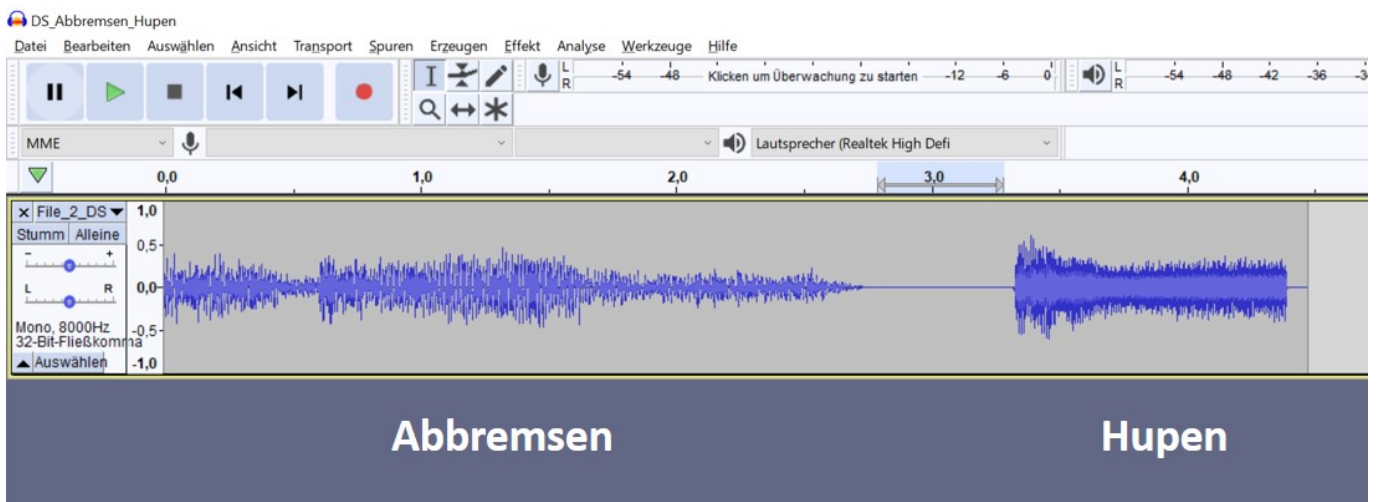 DS_Abbremsen_Hupen
Datei Bearbeiten Auswählen Ansicht Transport Spuren Erzeugen Effekt Analyse Werkzeuge Hilfe
L
R
-54 -48 Klicken um Überwachung zu starten -12 -6 0
L
R
-54 -48 -42 -36
MME
Lautsprecher (Realtek High Defi
0,0 1,0 2,0 3,0 4,0
× File_2_DS
Stumm Alleine
- +
L R
Mono, 8000Hz
32-Bit-Fließkomma
Auswählen
1,0
0,5
0,0
-0,5
-1,0
Abbremsen Hupen